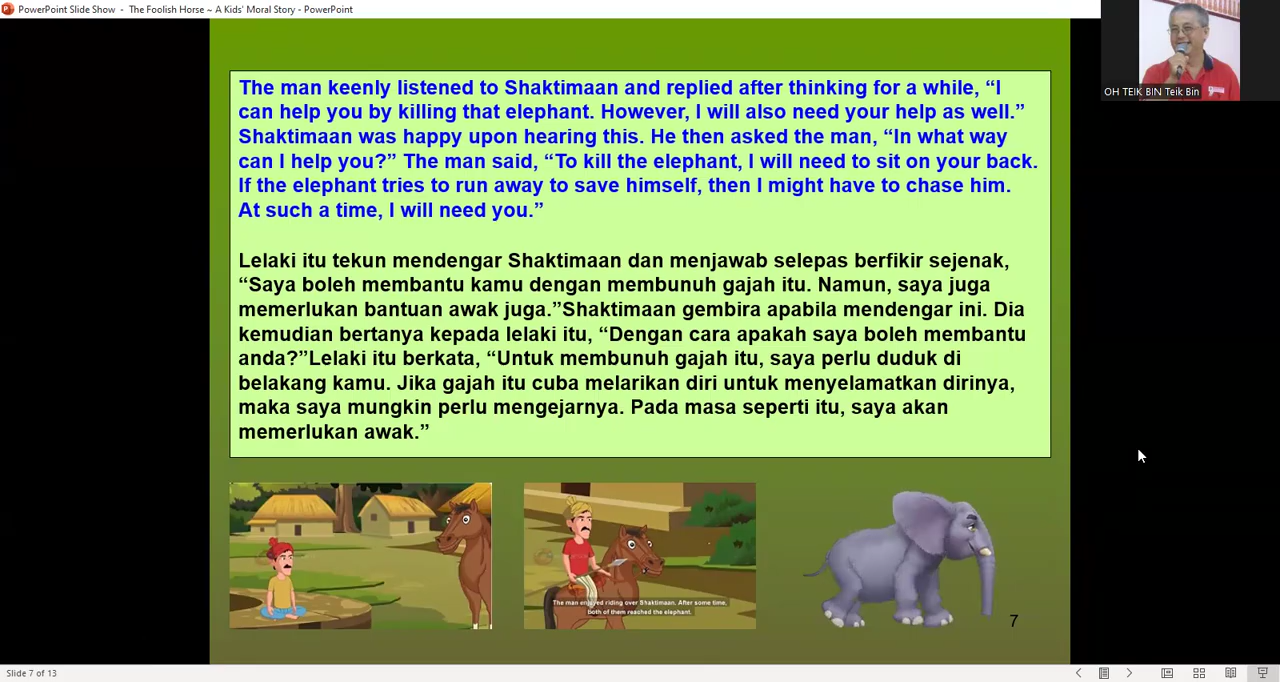 PowerPoint Slide Show  -  The Foolish Horse ~ A Kids' Moral Story - PowerPoint
OH TEIK BIN Teik Bin
The man keenly listened to Shaktimaan and replied after thinking for a while, “I
can help you by killing that elephant. However, I will also need your help as well.”
Shaktimaan was happy upon hearing this. He then asked the man, “In what way
can I help you?” The man said, “To kill the elephant, I will need to sit on your back.
If the elephant tries to run away to save himself, then I might have to chase him.
At such a time, I will need you.”
Lelaki itu tekun mendengar Shaktimaan dan menjawab selepas berfikir sejenak,
“Saya boleh membantu kamu dengan membunuh gajah itu. Namun, saya juga
memerlukan bantuan awak juga.”Shaktimaan gembira apabila mendengar ini. Dia
kemudian bertanya kepada lelaki itu, “Dengan cara apakah saya boleh membantu
anda?”Lelaki itu berkata, “Untuk membunuh gajah itu, saya perlu duduk di
belakang kamu. Jika gajah itu cuba melarikan diri untuk menyelamatkan dirinya,
maka saya mungkin perlu mengejarnya. Pada masa seperti itu, saya akan
memerlukan awak.”
The man enjoyed riding over Shaktimaan. After some time,
both of them reached the elephant.
7
Slide 7 of 13